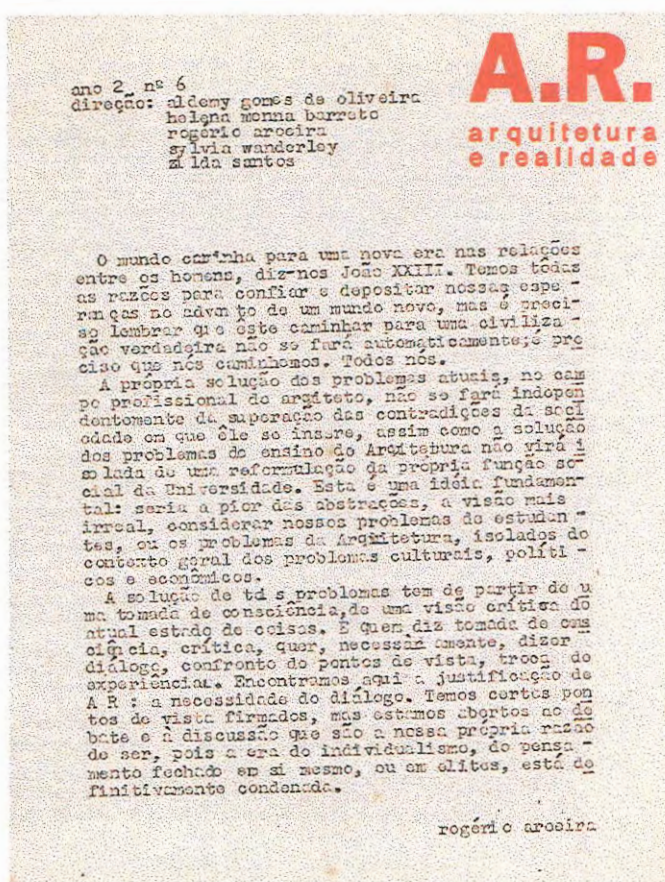 ano 2 nº 6
direção: aldemy gomes de oliveira
helena menna barreto
rogério aroeira
sylvia wanderley
zilda santos
A.R.
arquitetura
e realidade
O mundo caminha para uma nova era nas relações
entre os homens, diz-nos João XXIII. Temos todas
as razões para confiar e depositar nossas espe -
ranças no advento de um mundo novo, mas é preci-
so lembrar que êste caminhar para uma civiliza -
ção verdadeira não se fará automaticamente;é pre
ciso que nós caminhemos. Todos nós.
A própria solução dos problemas atuais, no cam
po profissional do arqiteto, não se fará indepen
dentemente da superação das contradições da soci
edade em que êle se insere, assim como a solução
dos problemas do ensino de Arqitetura não virá i
solada de uma reformulação da própria função so-
cial da Universidade. Esta é uma idéia fundamen-
tal: seria a pior das abstrações, a visão mais
irreal, considerar nossos problemas de estudan -
tes, ou os problemas da Arqitetura, isolados do
contexto geral dos problemas culturais, políti -
cos e econômicos.
A solução de tds problemas tem de partir de u
ma tomada de consciência,de uma visão crítica do
atual estado de coisas. E quem diz tomada de cons
ciência, crítica, quer, necessàriamente, dizer
diálogo, confronto de pontos de vista, troca de
experiências. Encontramos aqui a justificação de
A R : a necessidade do diálogo. Temos certos pon
tos de vista firmados, mas estamos abertos ao de
bate e à discussão que são a nossa própria razão
de ser, pois a era do individualismo, do pensa -
mento fechado em si mesmo, ou em elites, está de
finitivamente condenada.
rogério aroeira